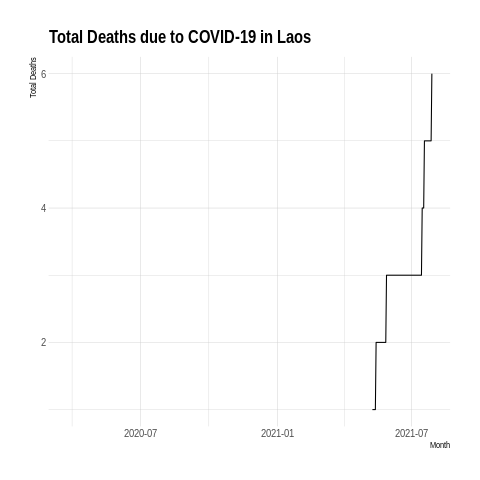 Total Deaths due to COVID-19 in Laos
Total Deaths
6
4
2
2020-07
2021-01
2021-07
Month